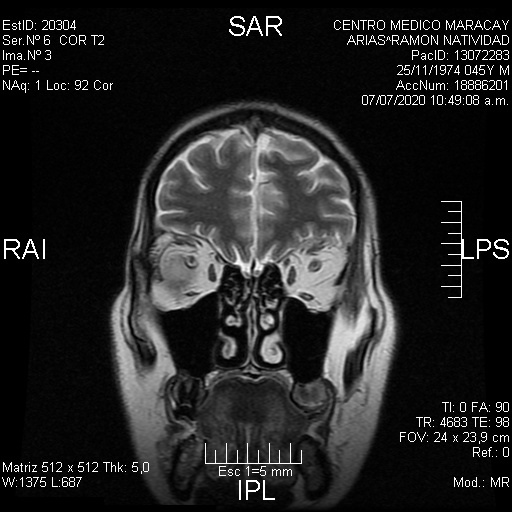 EstID: 20304
Ser.Nº 6 COR T2
Ima.Nº 3
PE= --
NAq: 1 Loc: 92 Cor
SAR
CENTRO MEDICO MARACAY
ARIAS^RAMON NATIVIDAD
PacID: 13072283
25/11/1974 045Y M
AccNum: 18886201
07/07/2020 10:49:08 a.m.
RAI
LPS
TI: 0 FA: 90
TR: 4683 TE: 98
FOV: 24 x 23,9 cm
Ref.: 0
Matriz 512 x 512 Thk: 5,0
W:1375 L:687
Esc 1=5 mm
IPL
Mod.: MR